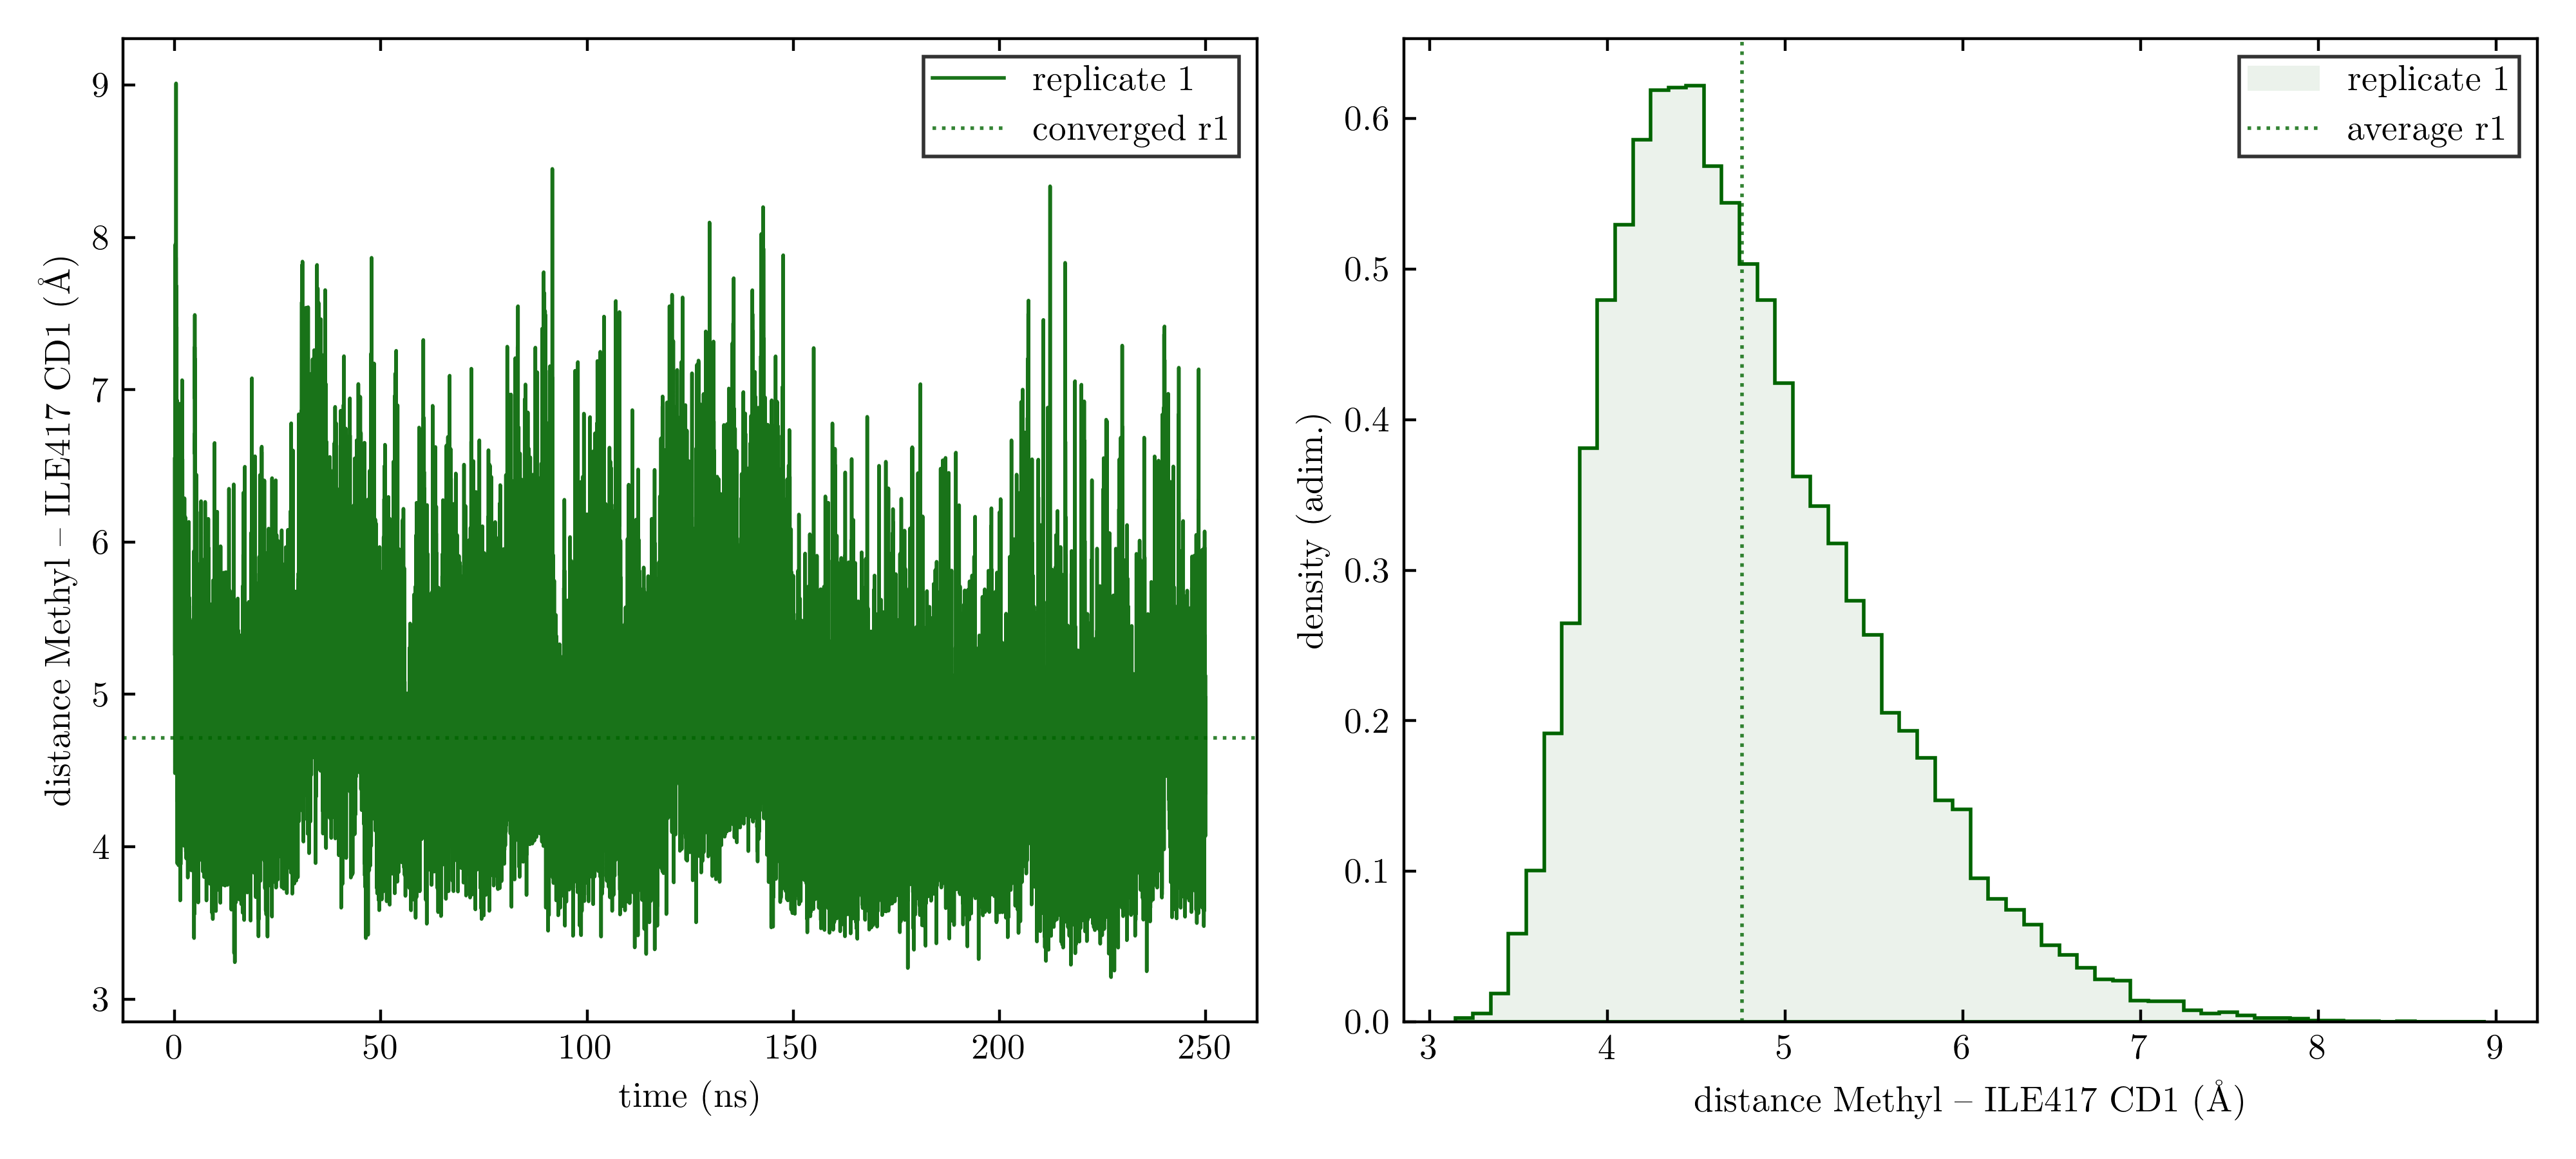 replicate 1
converged r1
9
8
7
6
5
4
3
distance Methyl – ILE417 CD1 (Å)
0 50 100 150 200 250
time (ns)
replicate 1
average r1
0.6
0.5
0.4
0.3
0.2
0.1
0.0
density (adim.)
3 4 5 6 7 8 9
distance Methyl – ILE417 CD1 (Å)